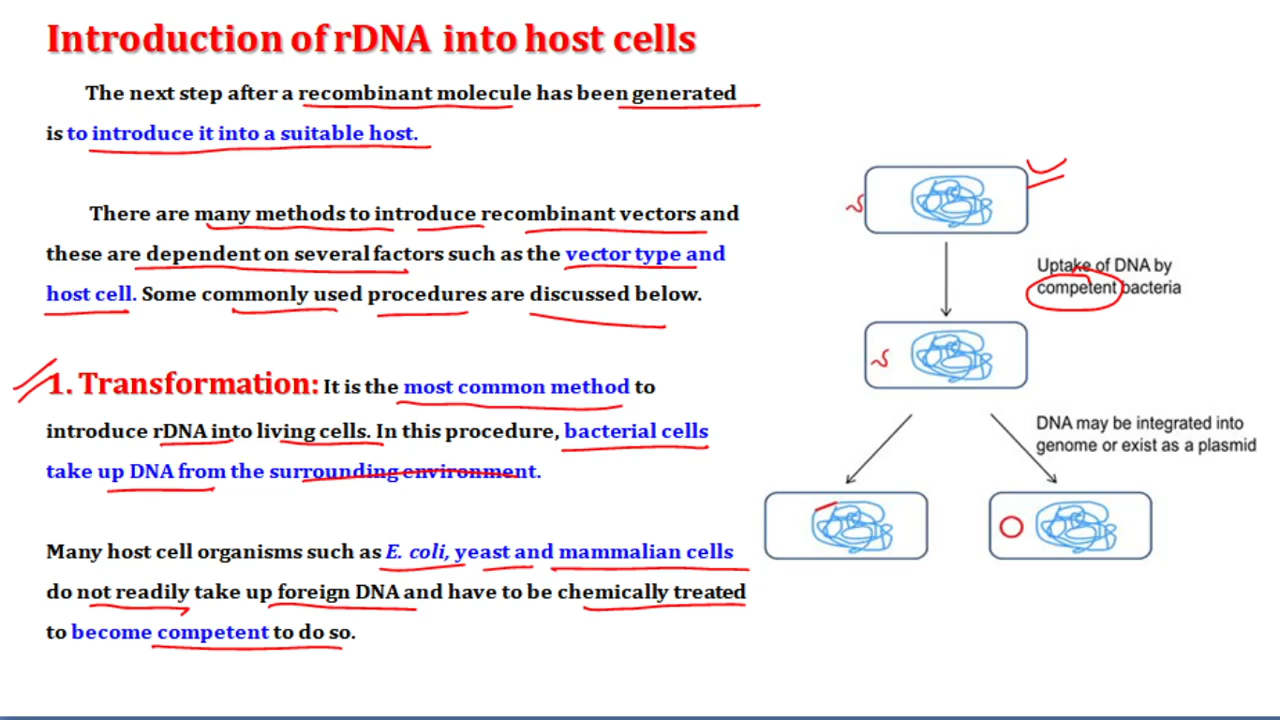 Introduction of rDNA into host cells
The next step after a recombinant molecule has been generated
is to introduce it into a suitable host.
There are many methods to introduce recombinant vectors and
these are dependent on several factors such as the vector type and
host cell. Some commonly used procedures are discussed below.
1. Transformation: It is the most common method to
introduce rDNA into living cells. In this procedure, bacterial cells
take up DNA from the surrounding environment.
Many host cell organisms such as E. coli, yeast and mammalian cells
do not readily take up foreign DNA and have to be chemically treated
to become competent to do so.
Uptake of DNA by
competent bacteria
DNA may be integrated into
genome or exist as a plasmid